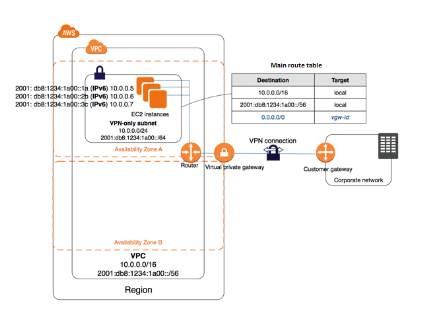 AWS
VPC
Main route table
Destination
Target
10.0.0.0/16
local
2001:db8:1234:1a00::/56
local
0.0.0.0/0
vgw-id
2001: db8:1234:1a00::1a (IPv6) 10.0.0.5
2001: db8:1234:1a00::2b (IPv6) 10.0.0.6
2001: db8:1234:1a00::3c (IPv6) 10.0.0.7
EC2 instances
VPN-only subnet
10.0.0.0/24
2001:db8:1234:1a00::/64
Availability Zone A
Router
Virtual private gateway
VPN connection
Customer gateway
Corporate network
Availability Zone B
VPC
10.0.0.0/16
2001:db8:1234:1a00::/56
Region